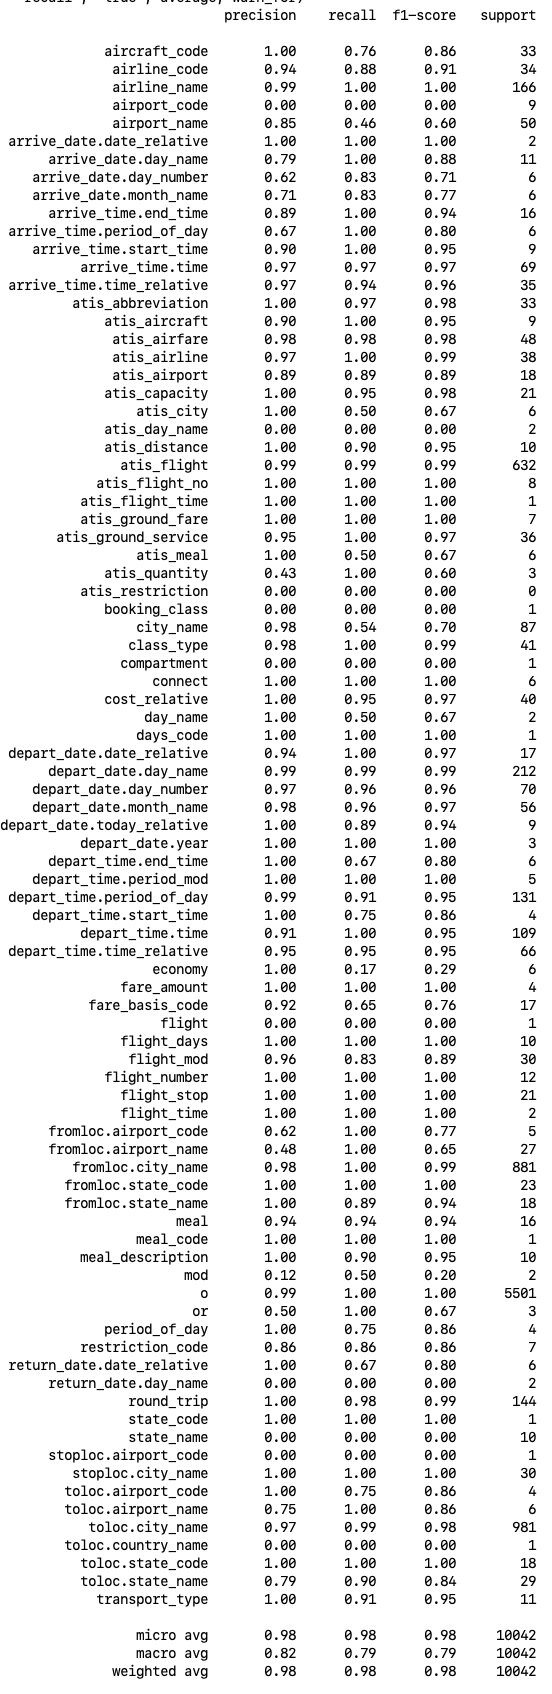 precision recall f1-score support
aircraft_code 1.00 0.76 0.86 33
airline_code 0.94 0.88 0.91 34
airline_name 0.99 1.00 1.00 166
airport_code 0.00 0.00 0.00 9
airport_name 0.85 0.46 0.60 50
arrive_date.date_relative 1.00 1.00 1.00 2
arrive_date.day_name 0.79 1.00 0.88 11
arrive_date.day_number 0.62 0.83 0.71 6
arrive_date.month_name 0.71 0.83 0.77 6
arrive_time.end_time 0.89 1.00 0.94 16
arrive_time.period_of_day 0.67 1.00 0.80 6
arrive_time.start_time 0.90 1.00 0.95 9
arrive_time.time 0.97 0.97 0.97 69
arrive_time.time_relative 0.97 0.94 0.96 35
atis_abbreviation 1.00 0.97 0.98 33
atis_aircraft 0.90 1.00 0.95 9
atis_airfare 0.98 0.98 0.98 48
atis_airline 0.97 1.00 0.99 38
atis_airport 0.89 0.89 0.89 18
atis_capacity 1.00 0.95 0.98 21
atis_city 1.00 0.50 0.67 6
atis_day_name 0.00 0.00 0.00 2
atis_distance 1.00 0.90 0.95 10
atis_flight 0.99 0.99 0.99 632
atis_flight_no 1.00 1.00 1.00 8
atis_flight_time 1.00 1.00 1.00 1
atis_ground_fare 1.00 1.00 1.00 7
atis_ground_service 0.95 1.00 0.97 36
atis_meal 1.00 0.50 0.67 6
atis_quantity 0.43 1.00 0.60 3
atis_restriction 0.00 0.00 0.00 0
booking_class 0.00 0.00 0.00 1
city_name 0.98 0.54 0.70 87
class_type 0.98 1.00 0.99 41
compartment 0.00 0.00 0.00 1
connect 1.00 1.00 1.00 6
cost_relative 1.00 0.95 0.97 40
day_name 1.00 0.50 0.67 2
days_code 1.00 1.00 1.00 1
depart_date.date_relative 0.94 1.00 0.97 17
depart_date.day_name 0.99 0.99 0.99 212
depart_date.day_number 0.97 0.96 0.96 70
depart_date.month_name 0.98 0.96 0.97 56
depart_date.today_relative 1.00 0.89 0.94 9
depart_date.year 1.00 1.00 1.00 3
depart_time.end_time 1.00 0.67 0.80 6
depart_time.period_mod 1.00 1.00 1.00 5
depart_time.period_of_day 0.99 0.91 0.95 131
depart_time.start_time 1.00 0.75 0.86 4
depart_time.time 0.91 1.00 0.95 109
depart_time.time_relative 0.95 0.95 0.95 66
economy 1.00 0.17 0.29 6
fare_amount 1.00 1.00 1.00 4
fare_basis_code 0.92 0.65 0.76 17
flight 0.00 0.00 0.00 1
flight_days 1.00 1.00 1.00 10
flight_mod 0.96 0.83 0.89 30
flight_number 1.00 1.00 1.00 12
flight_stop 1.00 1.00 1.00 21
flight_time 1.00 1.00 1.00 2
fromloc.airport_code 0.62 1.00 0.77 5
fromloc.airport_name 0.48 1.00 0.65 27
fromloc.city_name 0.98 1.00 0.99 881
fromloc.state_code 1.00 1.00 1.00 23
fromloc.state_name 1.00 0.89 0.94 18
meal 0.94 0.94 0.94 16
meal_code 1.00 1.00 1.00 1
meal_description 1.00 0.90 0.95 10
mod 0.12 0.50 0.20 2
o 0.99 1.00 1.00 5501
or 0.50 1.00 0.67 3
period_of_day 1.00 0.75 0.86 4
restriction_code 0.86 0.86 0.86 7
return_date.date_relative 1.00 0.67 0.80 6
return_date.day_name 0.00 0.00 0.00 2
round_trip 1.00 0.98 0.99 144
state_code 1.00 1.00 1.00 1
state_name 0.00 0.00 0.00 10
stoploc.airport_code 0.00 0.00 0.00 1
stoploc.city_name 1.00 1.00 1.00 30
toloc.airport_code 1.00 0.75 0.86 4
toloc.airport_name 0.75 1.00 0.86 6
toloc.city_name 0.97 0.99 0.98 981
toloc.country_name 0.00 0.00 0.00 1
toloc.state_code 1.00 1.00 1.00 18
toloc.state_name 0.79 0.90 0.84 29
transport_type 1.00 0.91 0.95 11
micro avg 0.98 0.98 0.98 10042
macro avg 0.82 0.79 0.79 10042
weighted avg 0.98 0.98 0.98 10042